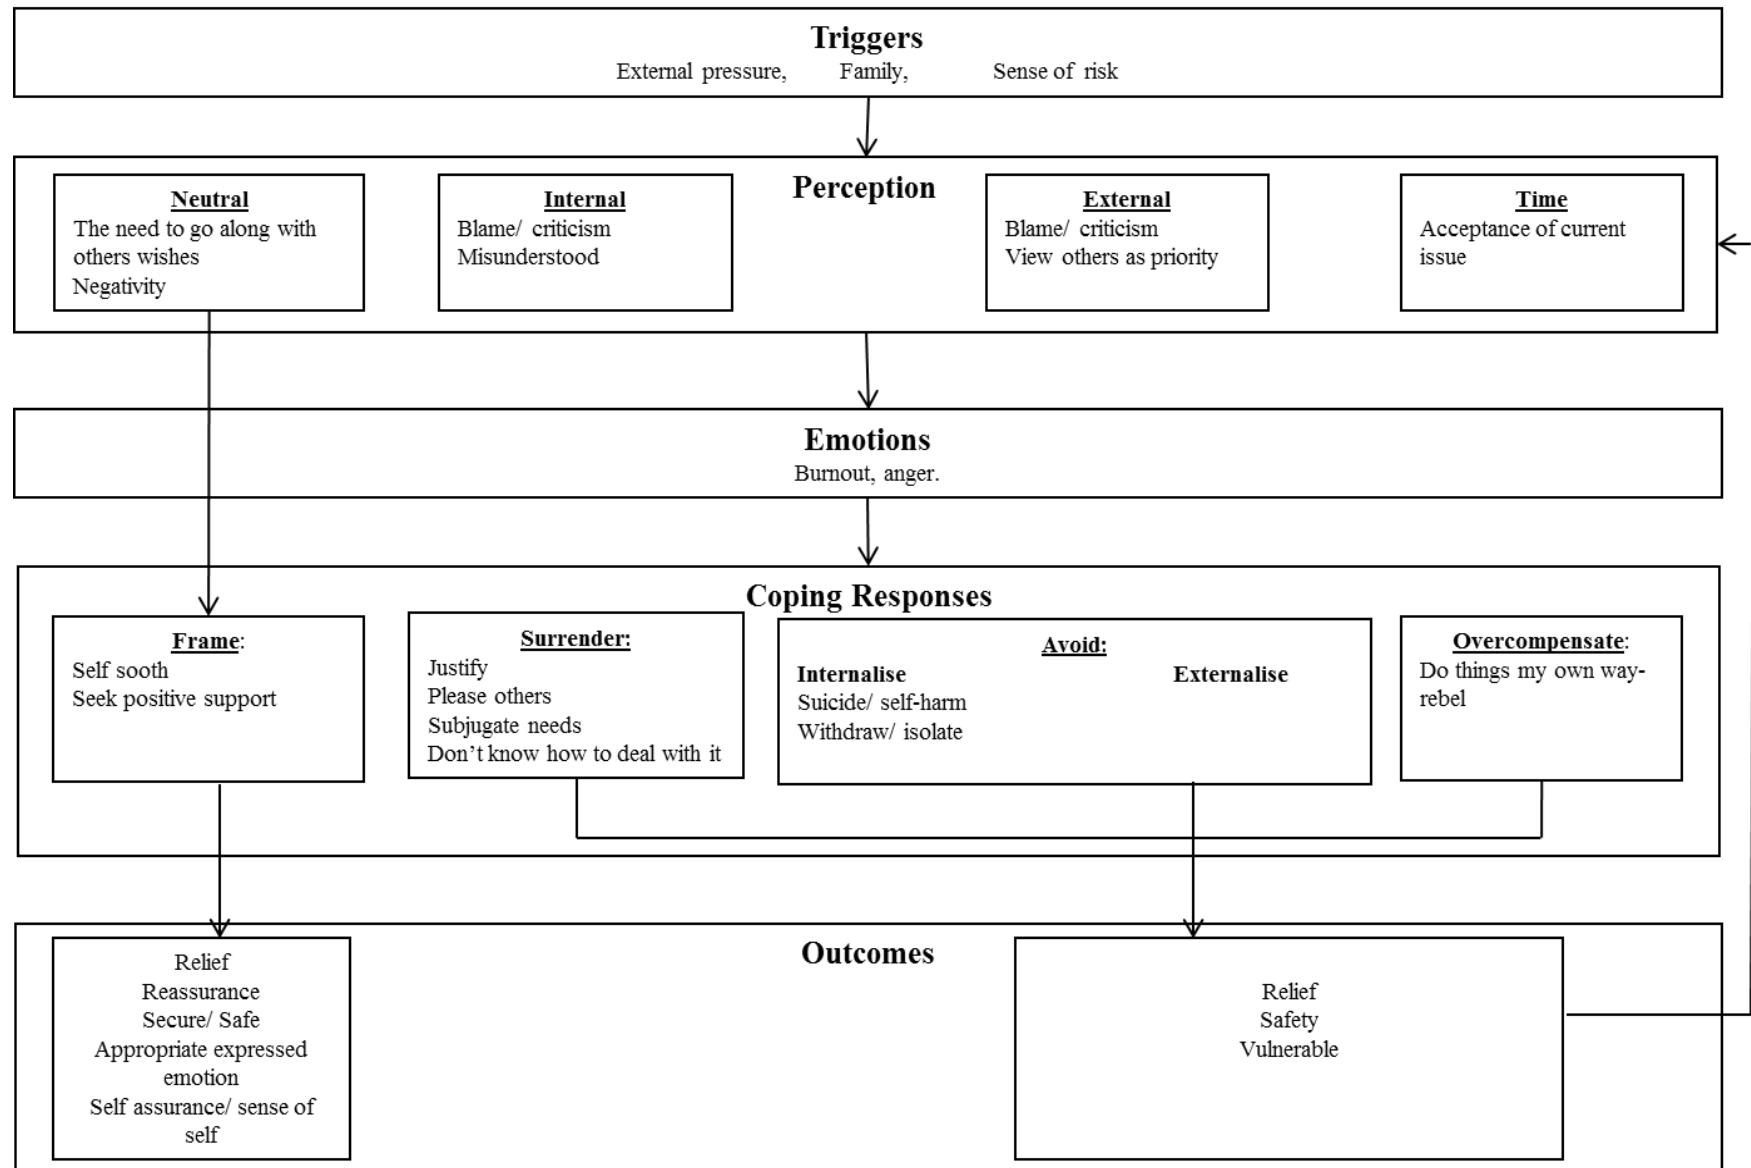 Triggers
External pressure, Family, Sense of risk
Perception
Neutral
The need to go along with
others wishes
Negativity
Internal
Blame/ criticism
Misunderstood
External
Blame/ criticism
View others as priority
Time
Acceptance of current
issue
Emotions
Burnout, anger.
Coping Responses
Frame:
Self sooth
Seek positive support
Surrender:
Justify
Please others
Subjugate needs
Don’t know how to deal with it
Avoid:
Internalise Externalise
Suicide/ self-harm
Withdraw/ isolate
Overcompensate:
Do things my own way-
rebel
Outcomes
Relief
Reassurance
Secure/ Safe
Appropriate expressed
emotion
Self assurance/ sense of
self
Relief
Safety
Vulnerable